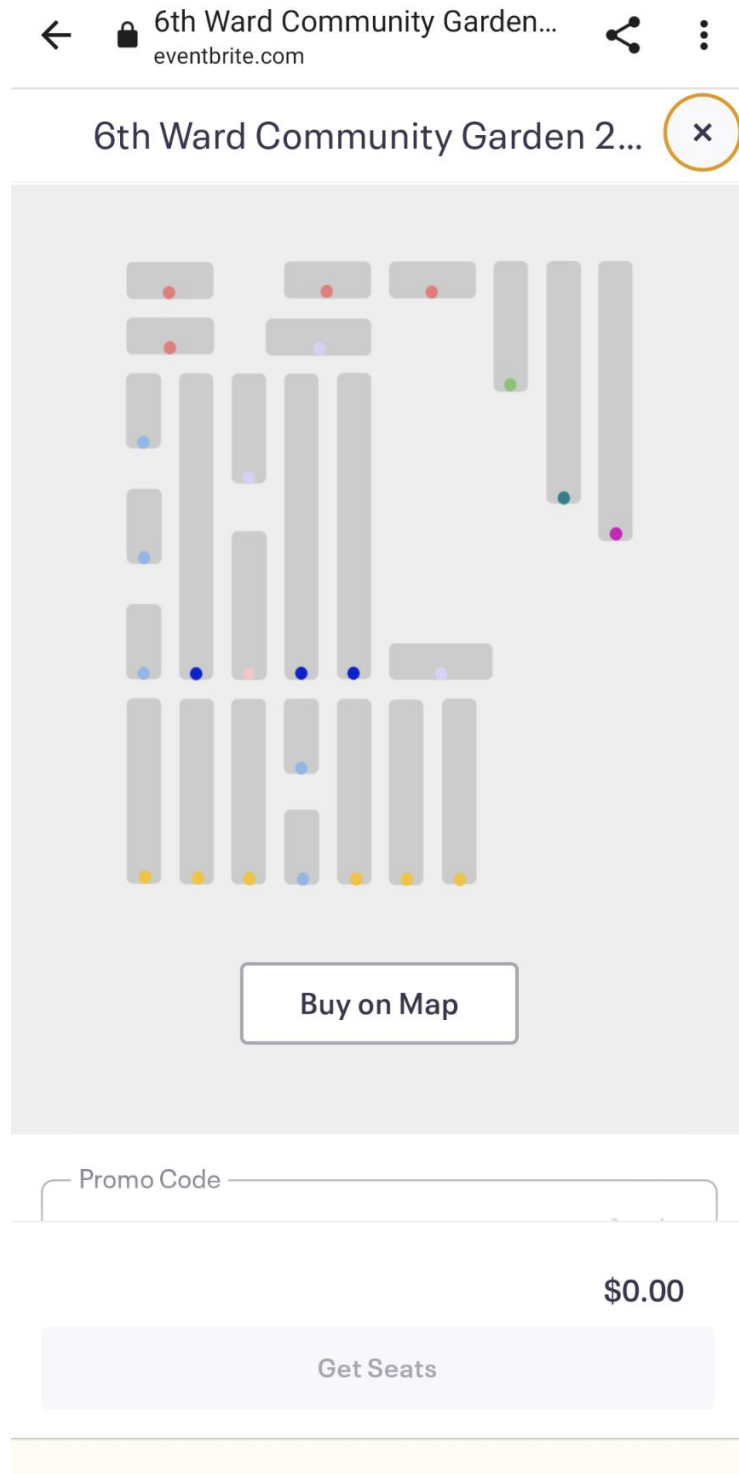 6th Ward Community Garden...
eventbrite.com
6th Ward Community Garden 2...
Buy on Map
Promo Code
$0.00
Get Seats